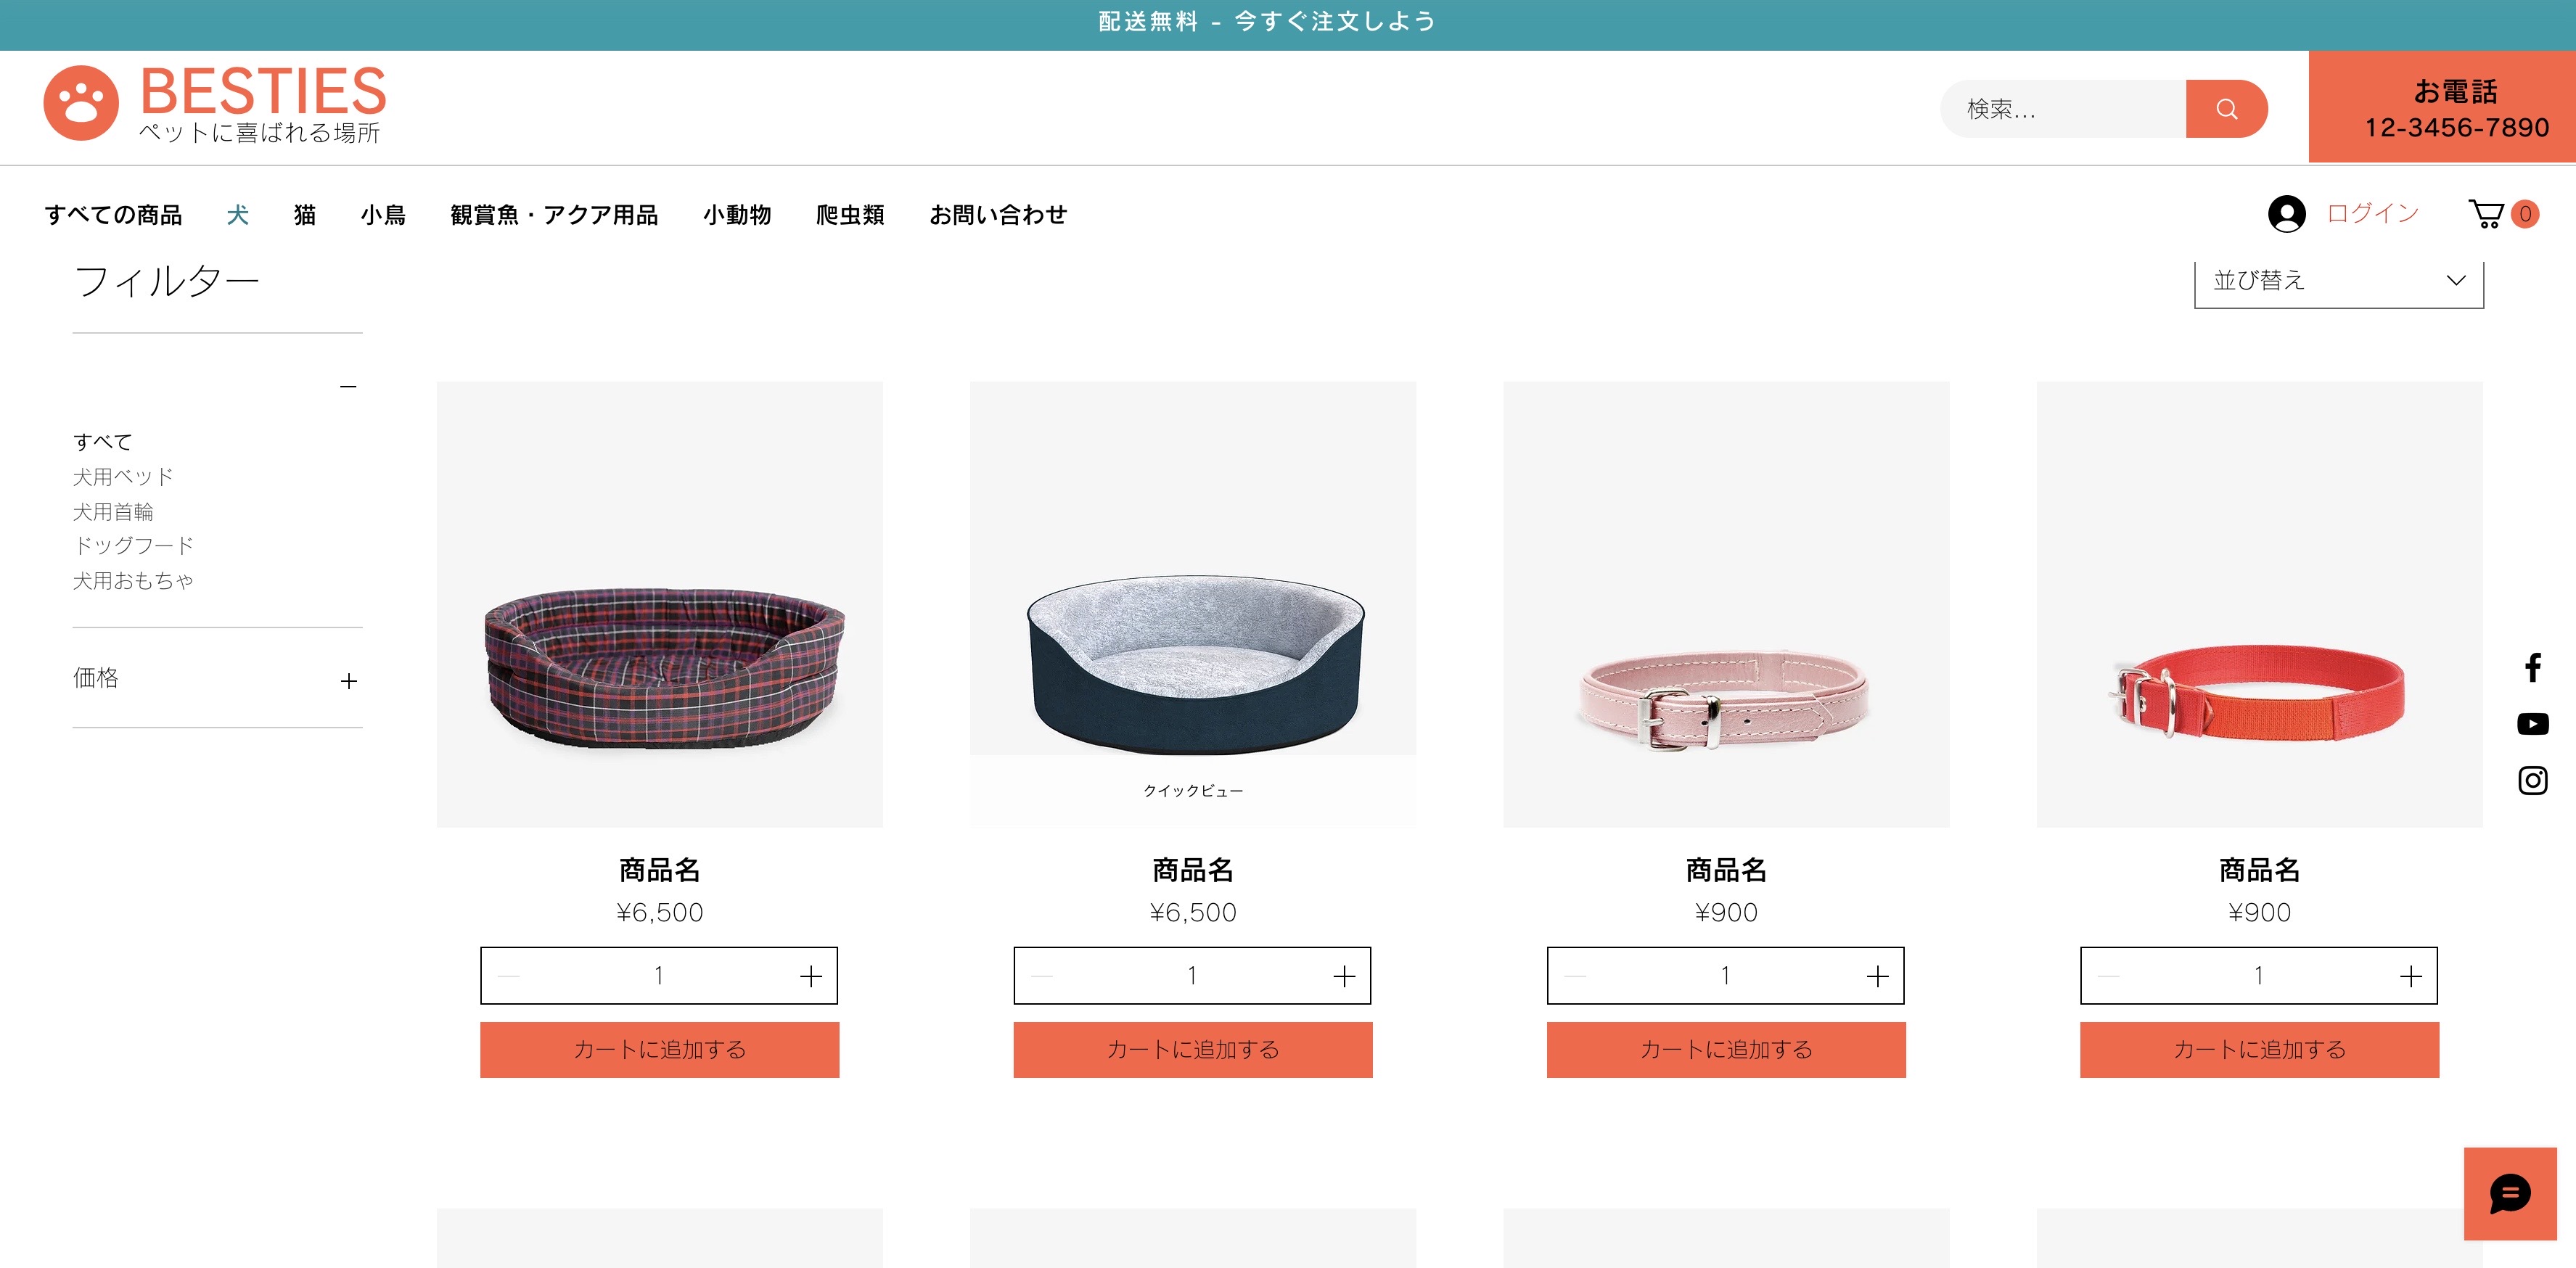 配送無料 - 今すぐ注文しよう
BESTIES
ペットに喜ばれる場所
検索...
お電話
12-3456-7890
すべての商品 犬 猫 小鳥 観賞魚・アクア用品 小動物 爬虫類 お問い合わせ
ログイン 0
フィルター
並び替え
すべて
犬用ベッド
犬用首輪
ドッグフード
犬用おもちゃ
価格
クイックビュー
商品名 商品名 商品名 商品名
¥6,500 ¥6,500 ¥900 ¥900
1 1 1 1
カートに追加する カートに追加する カートに追加する カートに追加する